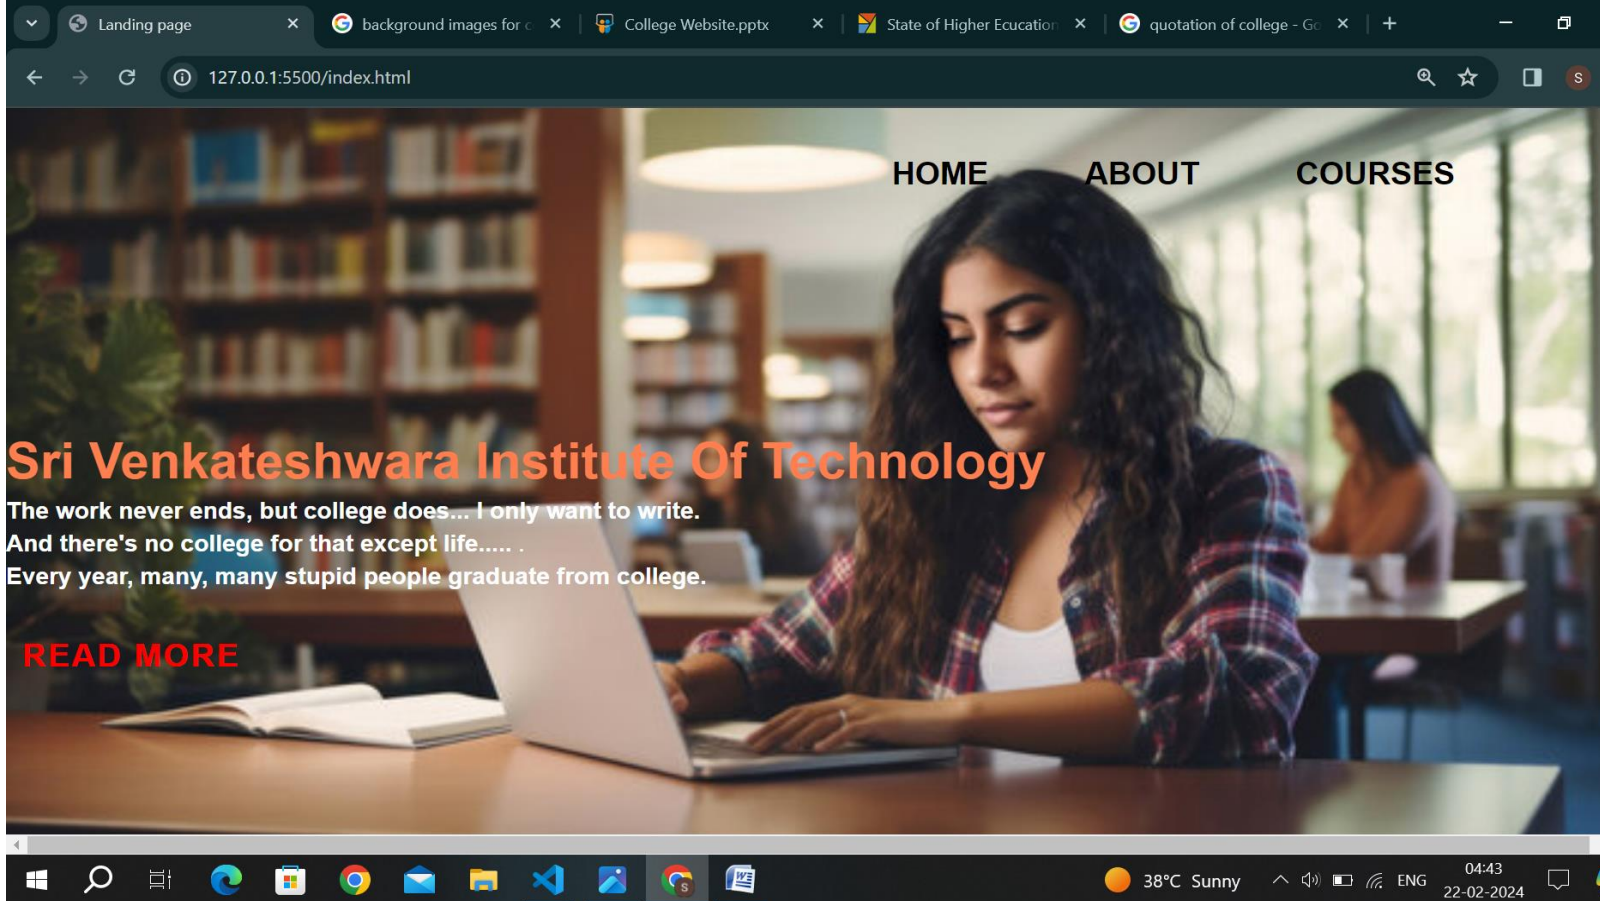 Landing page
background images for c
College Website.pptx
State of Higher Ecucation
quotation of college - Go
127.0.0.1:5500/index.html
S
HOME ABOUT COURSES
Sri Venkateshwara Institute Of Technology
The work never ends, but college does... I only want to write.
And there's no college for that except life..... .
Every year, many, many stupid people graduate from college.
READ MORE
S
W
38°C Sunny
ENG
04:43
22-02-2024